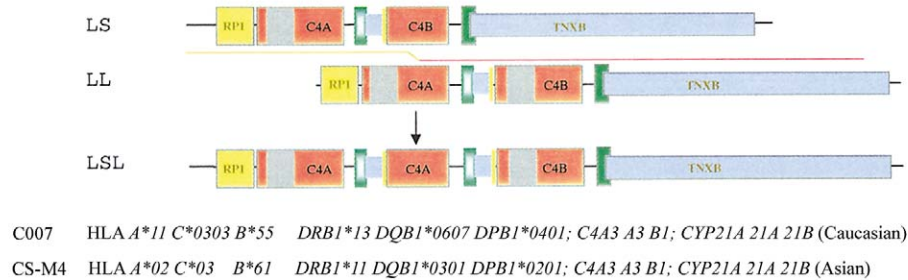 LS RP1 C4A C4B TNXB
LL RP1 C4A C4B TNXB
LSL RP1 C4A C4A C4B TNXB
C007 HLA A*11 C*0303 B*55 DRB1*13 DQB1*0607 DPB1*0401; C4A3 A3 B1; CYP21A 21A 21B (Caucasian)
CS-M4 HLA A*02 C*03 B*61 DRB1*11 DQB1*0301 DPB1*0201; C4A3 A3 B1; CYP21A 21A 21B (Asian)